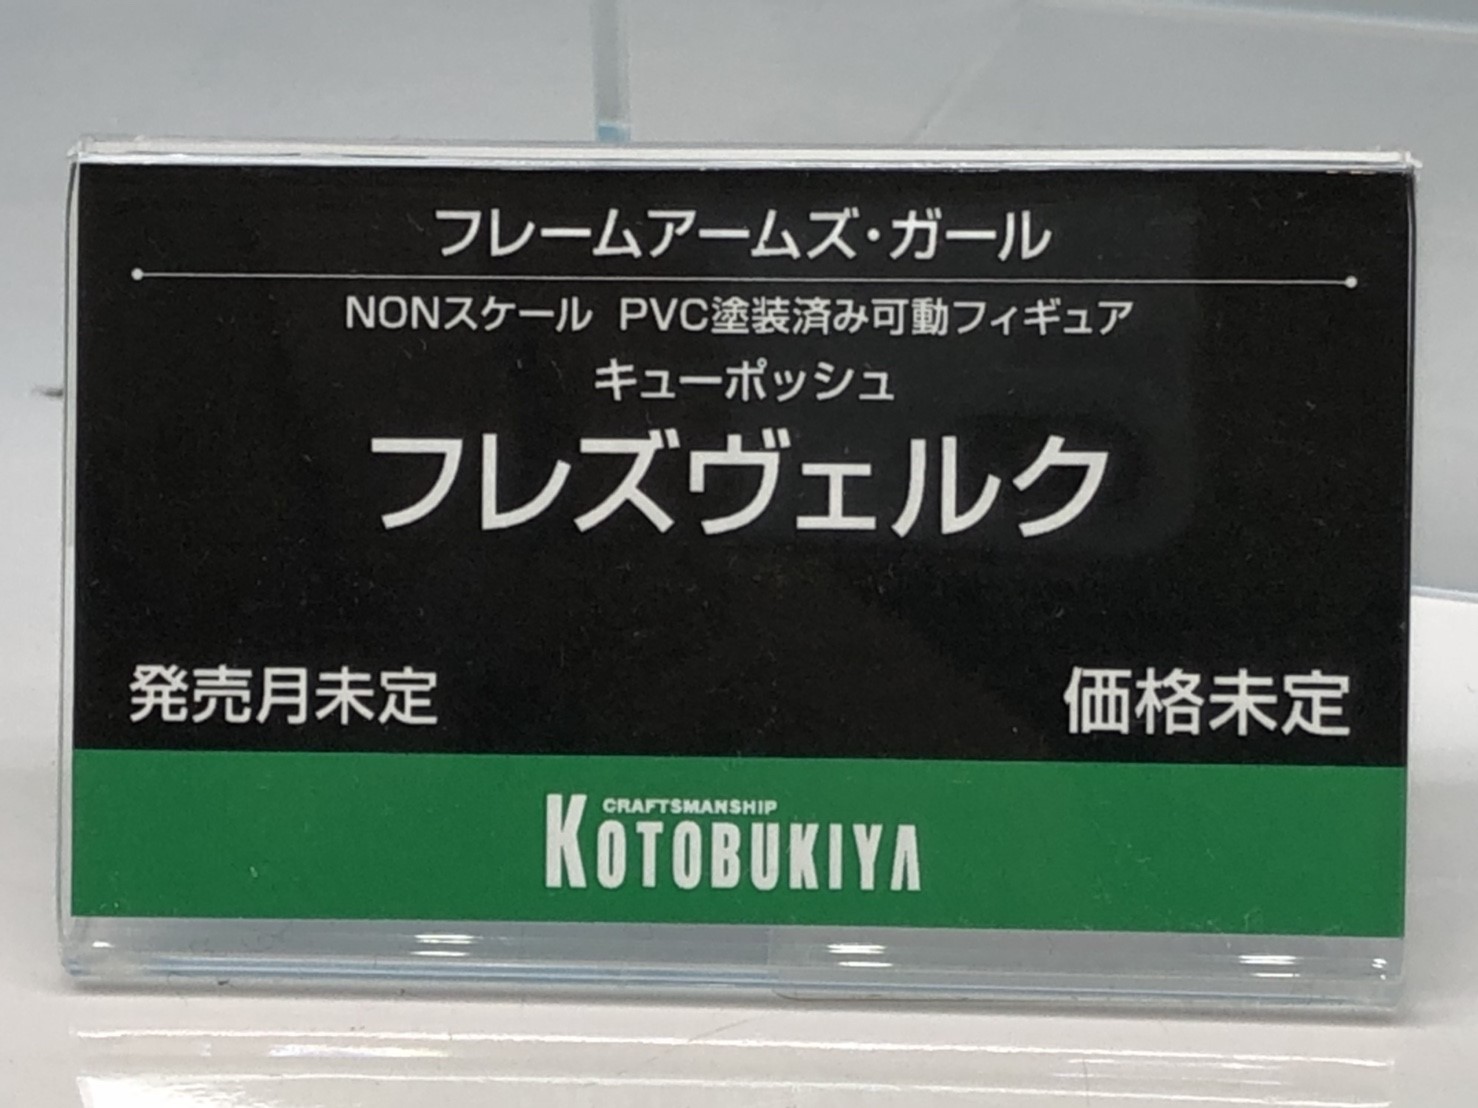 フレームアームズ・ガール
NONスケール PVC塗装済み可動フィギュア
キューポッシュ
フレズヴェルク
発売月未定 価格未定
CRAFTSMANSHIP
KOTOBUKIYA